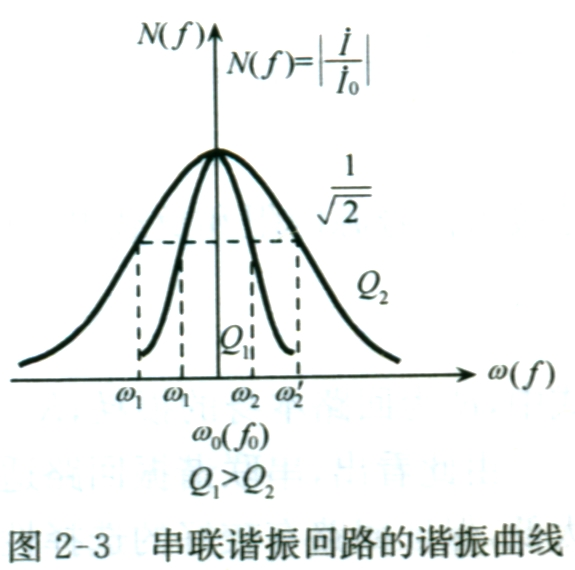 N(f)
N(f)=|İ/İ₀|
1/√2
Q₂
Q₁
ω(f)
ω₁ ω₁ ω₂ ω₂′
ω₀(f₀)
Q₁>Q₂
图 2-3 串联谐振回路的谐振曲线